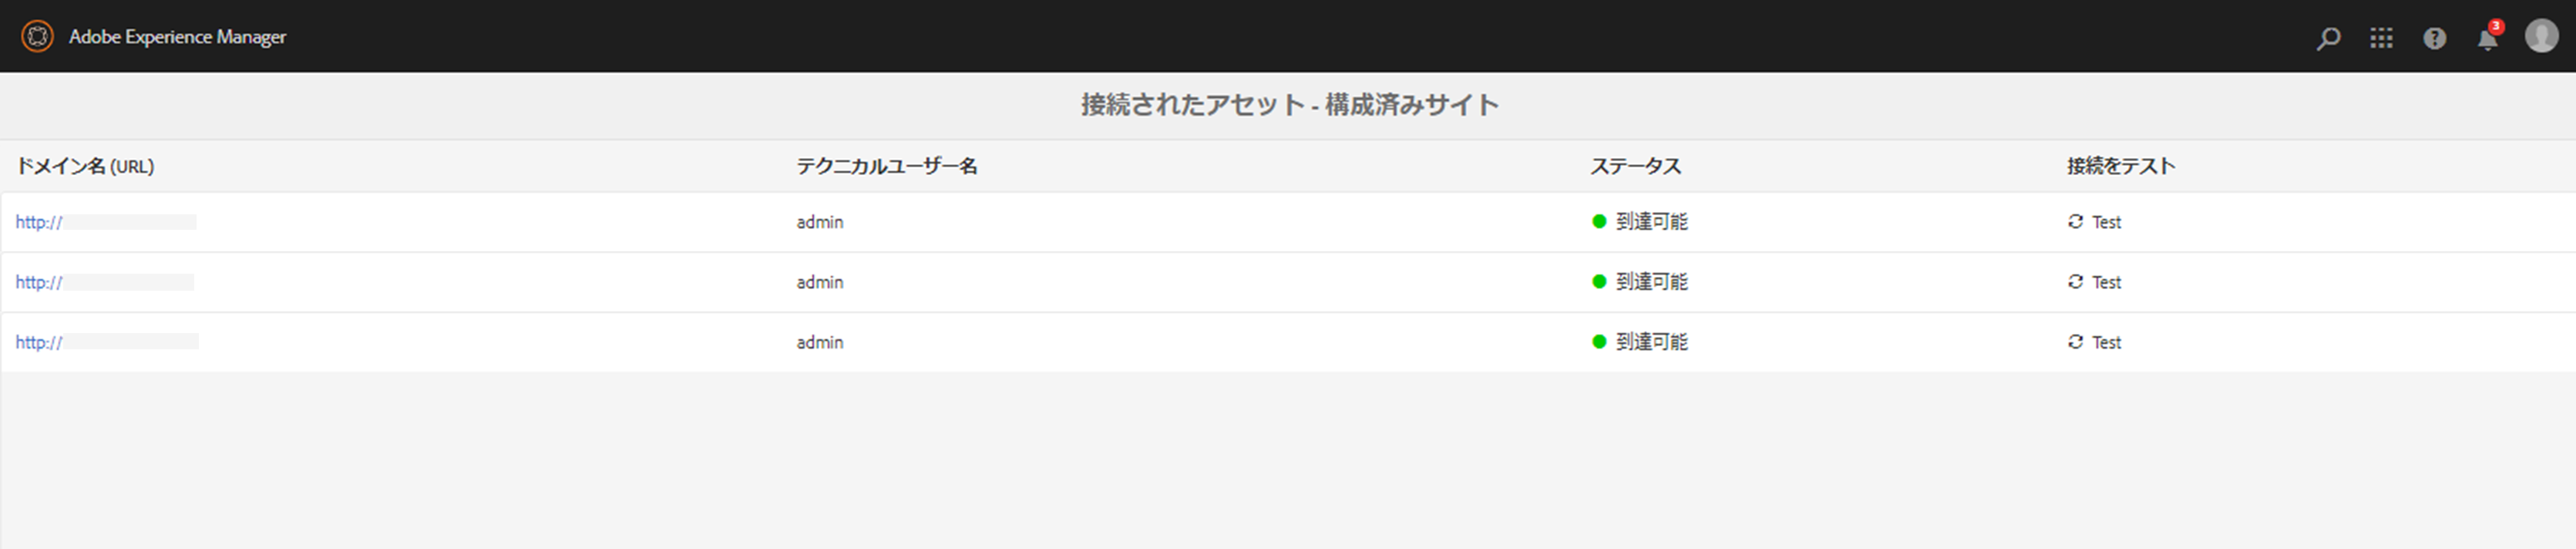 Adobe Experience Manager
3
接続されたアセット - 構成済みサイト
ドメイン名 (URL) テクニカルユーザー名 ステータス 接続をテスト
http:// admin 到達可能 Test
http:// admin 到達可能 Test
http:// admin 到達可能 Test